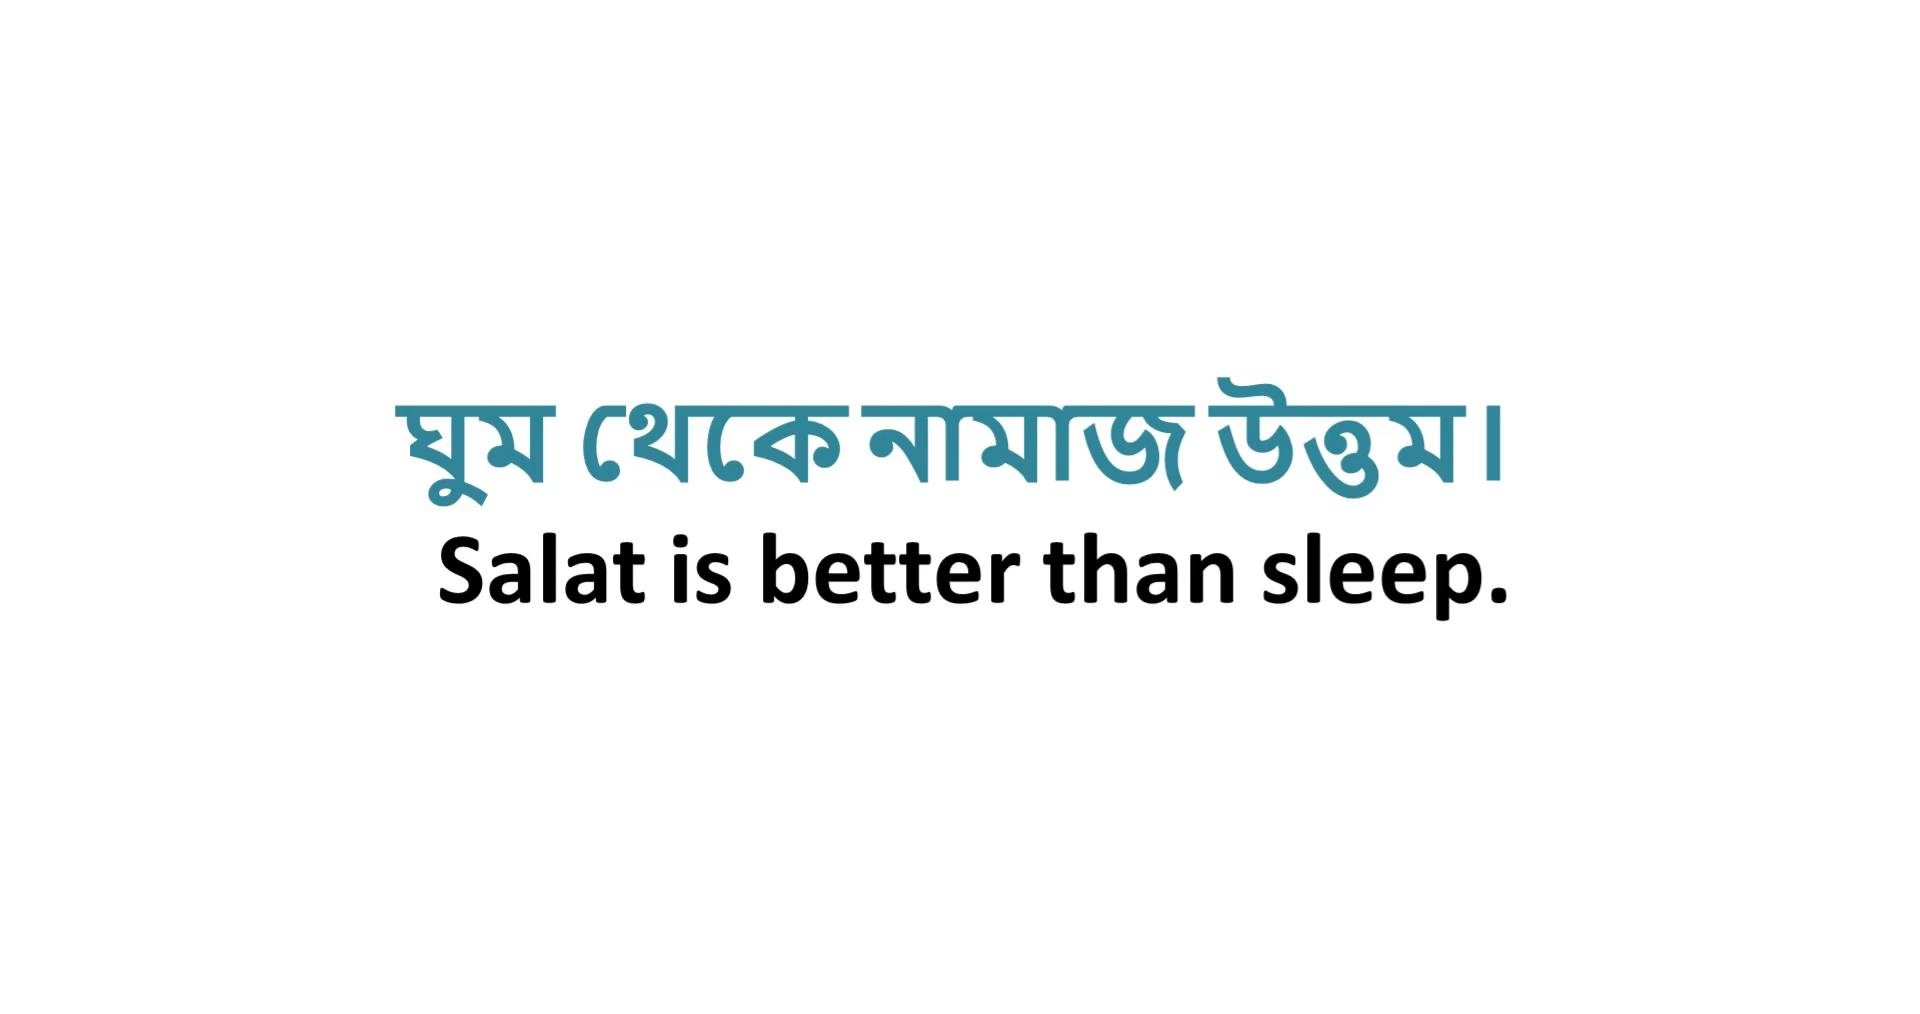 ঘুম থেকে নামাজ উত্তম।
Salat is better than sleep.